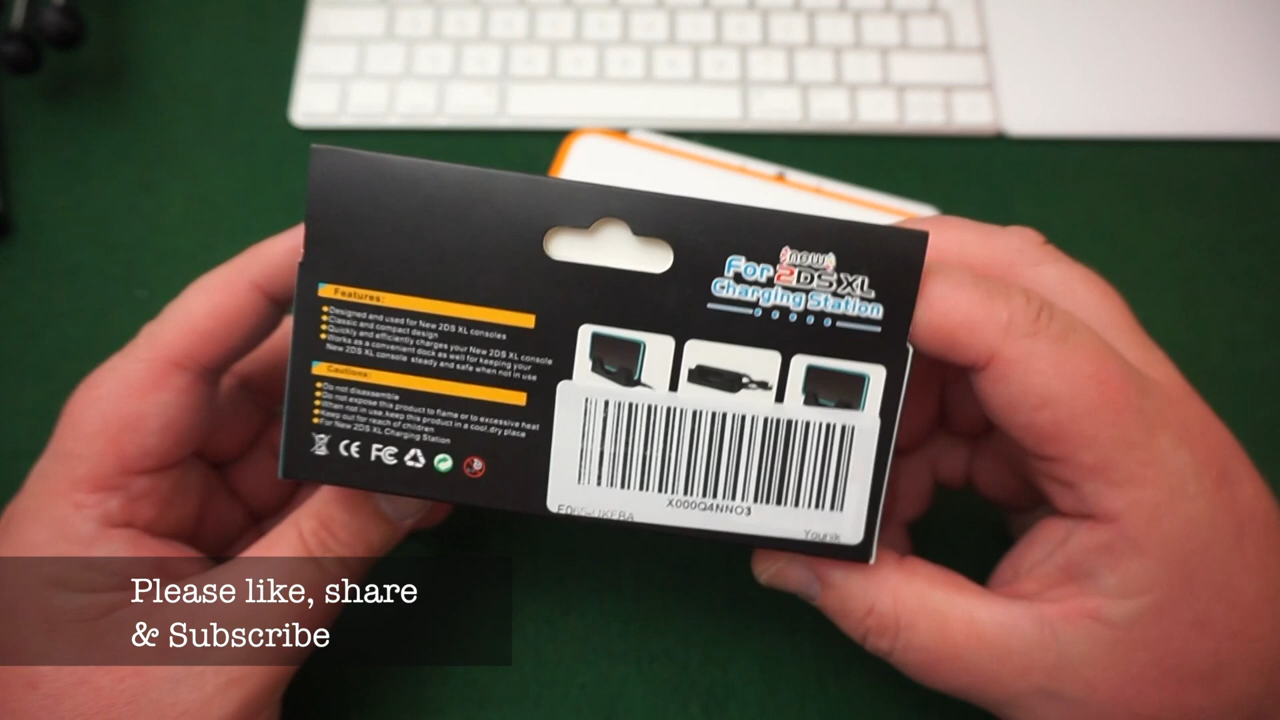 now
For 2DS XL
Charging Station
Features:
Designed and used for New 2DS XL consoles
Classic and compact design
Quickly and efficiently charges your New 2DS XL console
Works as a convenient dock as well for keeping your
New 2DS XL console steady and safe when not in use
Cautions:
Do not disassemble
Do not expose this product to flame or to excessive heat
When not in use,keep this product in a cool,dry place
Keep out for reach of children
For New 2DS XL Charging Station
CE FC
X000Q4NNO3
Younik
Please like, share
& Subscribe